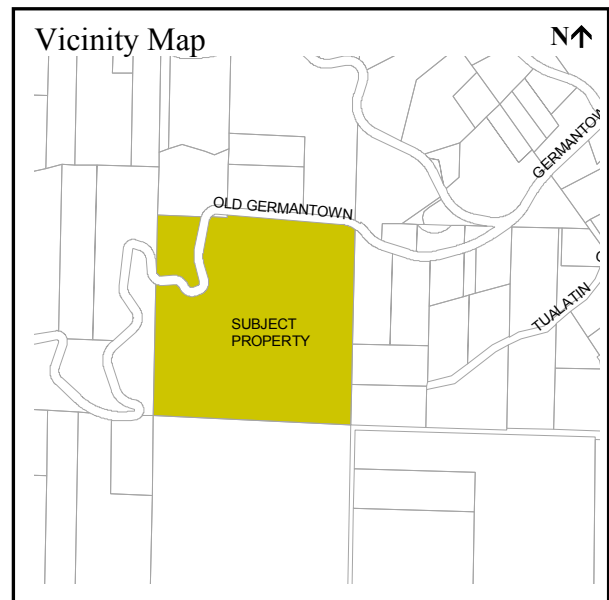 Vicinity Map
N↑
OLD GERMANTOWN
GERMANTOW
SUBJECT
PROPERTY
TUALATIN